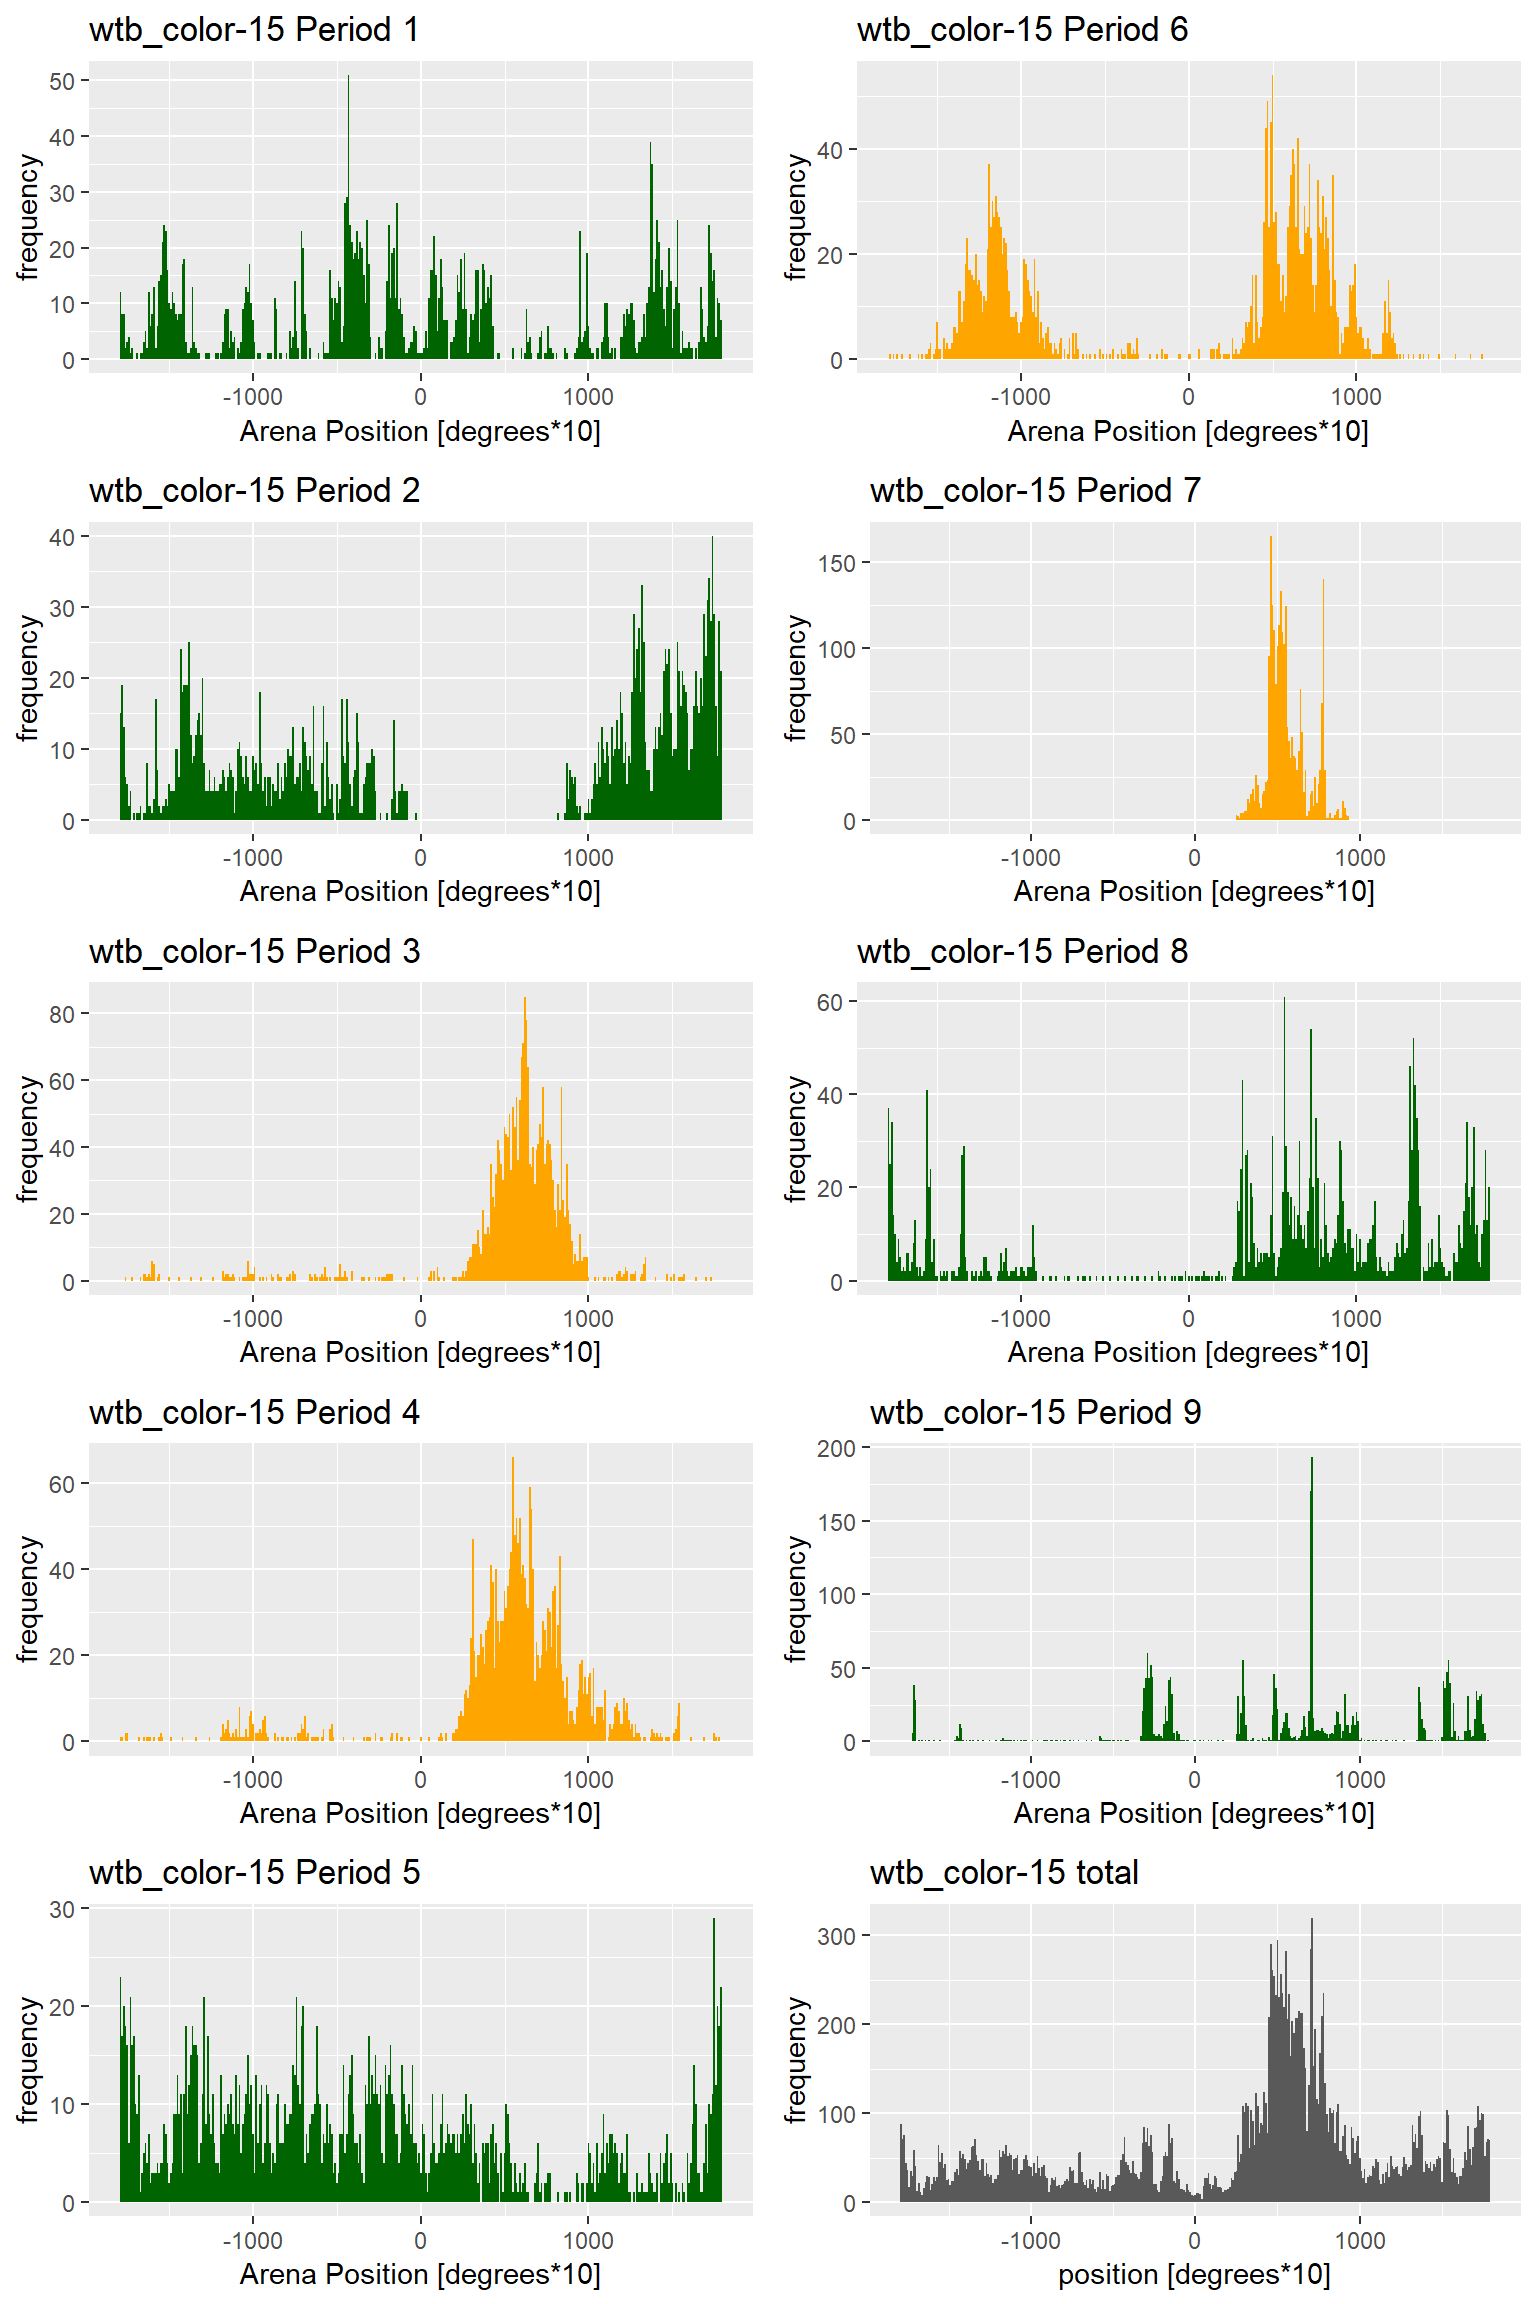 wtb_color-15 Period 1
50
40
30
20
10
0
frequency
-1000 0 1000
Arena Position [degrees*10]
wtb_color-15 Period 2
40
30
20
10
0
frequency
-1000 0 1000
Arena Position [degrees*10]
wtb_color-15 Period 3
80
60
40
20
0
frequency
-1000 0 1000
Arena Position [degrees*10]
wtb_color-15 Period 4
60
40
20
0
frequency
-1000 0 1000
Arena Position [degrees*10]
wtb_color-15 Period 5
30
20
10
0
frequency
-1000 0 1000
Arena Position [degrees*10]
wtb_color-15 Period 6
40
20
0
frequency
-1000 0 1000
Arena Position [degrees*10]
wtb_color-15 Period 7
150
100
50
0
frequency
-1000 0 1000
Arena Position [degrees*10]
wtb_color-15 Period 8
60
40
20
0
frequency
-1000 0 1000
Arena Position [degrees*10]
wtb_color-15 Period 9
200
150
100
50
0
frequency
-1000 0 1000
Arena Position [degrees*10]
wtb_color-15 total
300
200
100
0
frequency
-1000 0 1000
position [degrees*10]